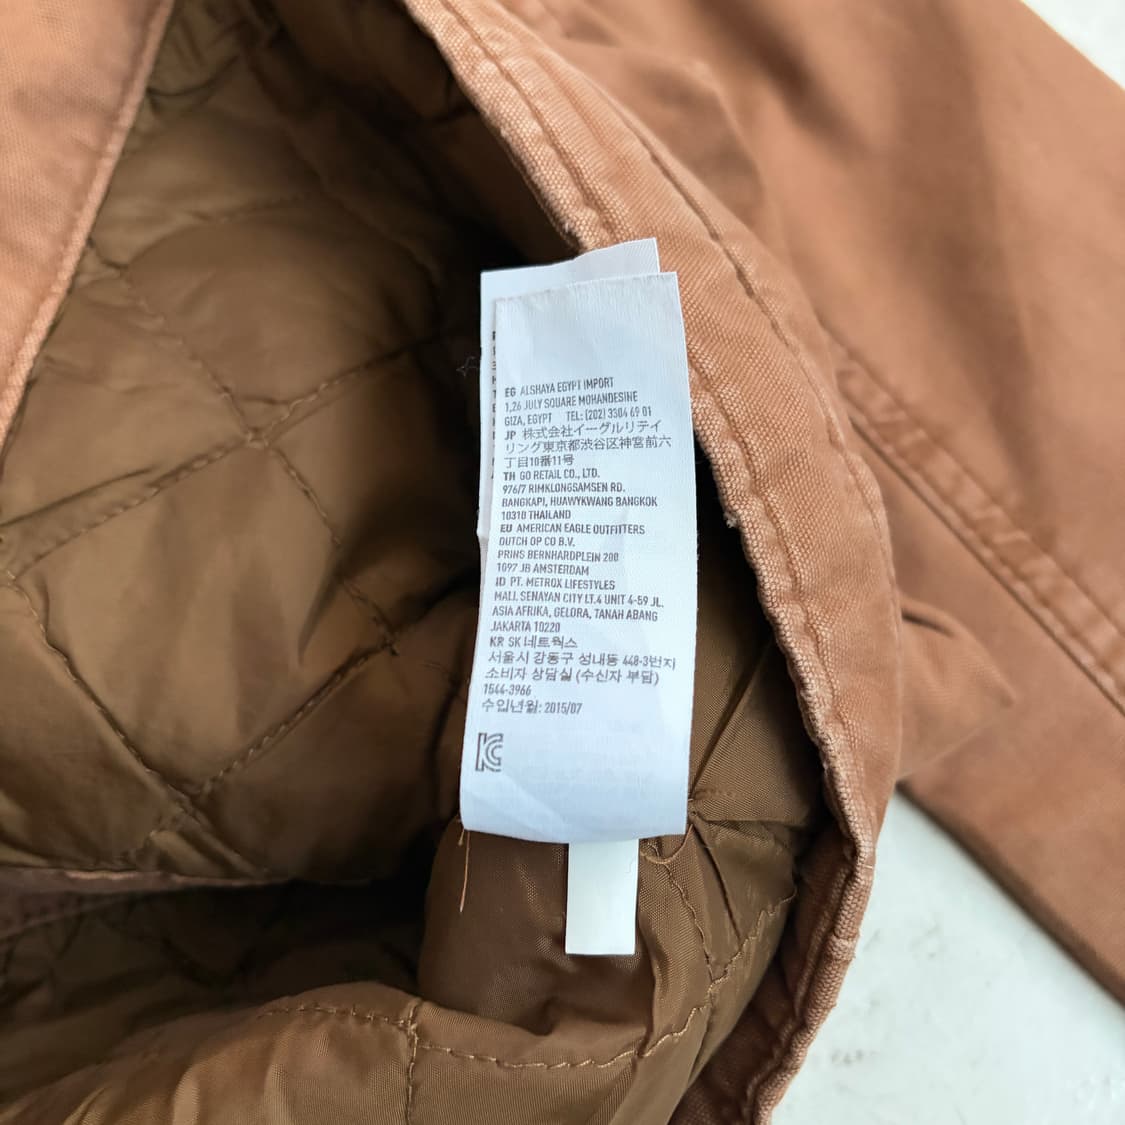 EG ALSHAYA EGYPT IMPORT
1,26 JULY SQUARE MOHANDESINE
GIZA, EGYPT TEL: (202) 3304 69 01
JP 株式会社イーグルリテイ
リング東京都渋谷区神宮前六
丁目10番11号
TH GO RETAIL CO., LTD.
976/7 RIMKLONGSAMSEN RD.
BANGKAPI, HUAWYKWANG BANGKOK
10310 THAILAND
EU AMERICAN EAGLE OUTFITTERS
DUTCH OP CO B.V.
PRINS BERNHARDPLEIN 200
1097 JB AMSTERDAM
ID PT. METROX LIFESTYLES
MALL SENAYAN CITY LT.4 UNIT 4-59 JL.
ASIA AFRIKA, GELORA, TANAH ABANG
JAKARTA 10220
KR SK네트웍스
서울시 강동구 성내동 448-3번지
소비자 상담실 (수신자 부담)
1544-3966
수입년월: 2015/07
KC